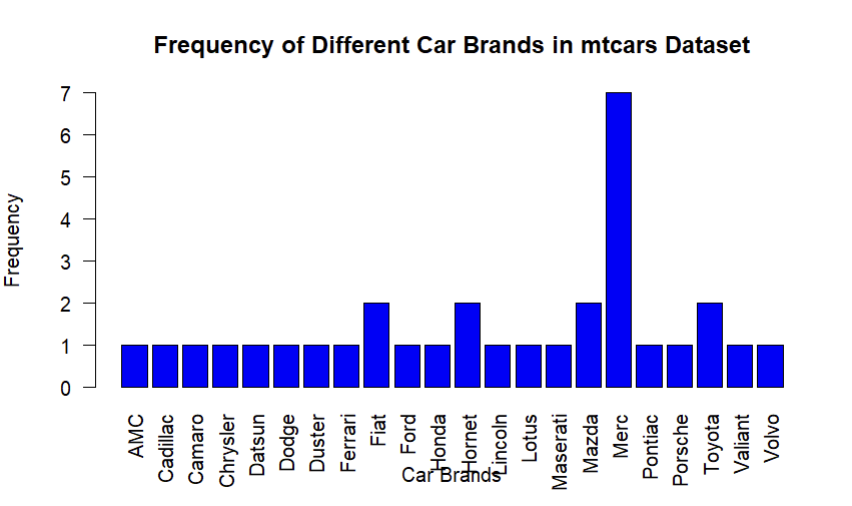 Frequency of Different Car Brands in mtcars Dataset
Frequency
7
6
5
4
3
2
1
0
AMC
Cadillac
Camaro
Chrysler
Datsun
Dodge
Duster
Ferrari
Fiat
Ford
Honda
Hornet
Lincoln
Lotus
Maserati
Mazda
Merc
Pontiac
Porsche
Toyota
Valiant
Volvo
Car Brands